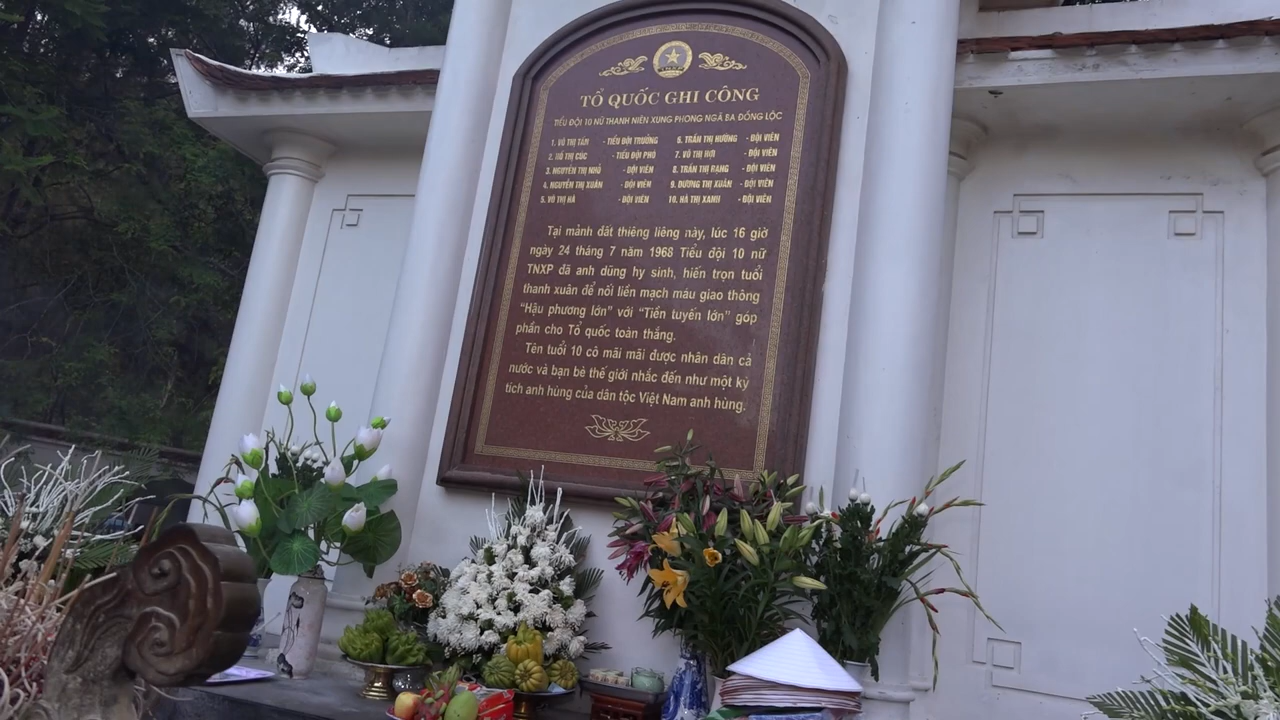 TỔ QUỐC GHI CÔNG
TIỂU ĐỘI 10 NỮ THANH NIÊN XUNG PHONG NGÃ BA ĐỒNG LỘC
1. VÕ THỊ TẦN - TIỂU ĐỘI TRƯỞNG
2. HỒ THỊ CÚC - TIỂU ĐỘI PHÓ
3. NGUYỄN THỊ NHỎ - ĐỘI VIÊN
4. NGUYỄN THỊ XUÂN - ĐỘI VIÊN
5. VÕ THỊ HÀ - ĐỘI VIÊN
6. TRẦN THỊ HƯỜNG - ĐỘI VIÊN
7. VÕ THỊ HỢI - ĐỘI VIÊN
8. TRẦN THỊ RẠNG - ĐỘI VIÊN
9. DƯƠNG THỊ XUÂN - ĐỘI VIÊN
10. HÀ THỊ XANH - ĐỘI VIÊN
Tại mảnh đất thiêng liêng này, lúc 16 giờ
ngày 24 tháng 7 năm 1968 Tiểu đội 10 nữ
TNXP đã anh dũng hy sinh, hiến trọn tuổi
thanh xuân để nối liền mạch máu giao thông
“Hậu phương lớn” với “Tiền tuyến lớn” góp
phần cho Tổ quốc toàn thắng.
Tên tuổi 10 cô mãi mãi được nhân dân cả
nước và bạn bè thế giới nhắc đến như một kỳ
tích anh hùng của dân tộc Việt Nam anh hùng.